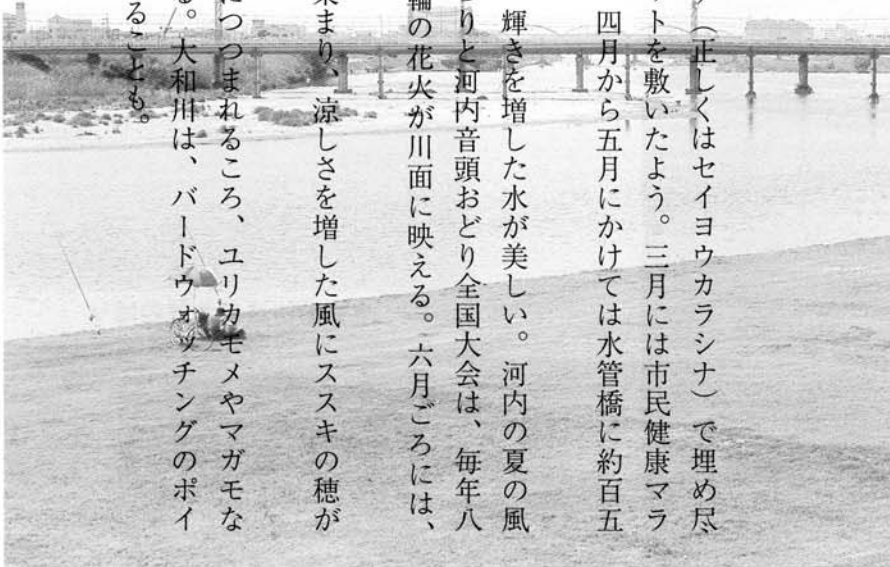 （正しくはセイヨウカラシナ）で埋め尽
トを敷いたよう。三月には市民健康マラ
四月から五月にかけては水管橋に約百五
輝きを増した水が美しい。河内の夏の風
りと河内音頭おどり全国大会は、毎年八
輪の花火が川面に映える。六月ごろには、
染まり、涼しさを増した風にススキの穂が
につつまれるころ、ユリカモメやマガモな
る。大和川は、バードウォッチングのポイ
ることも。